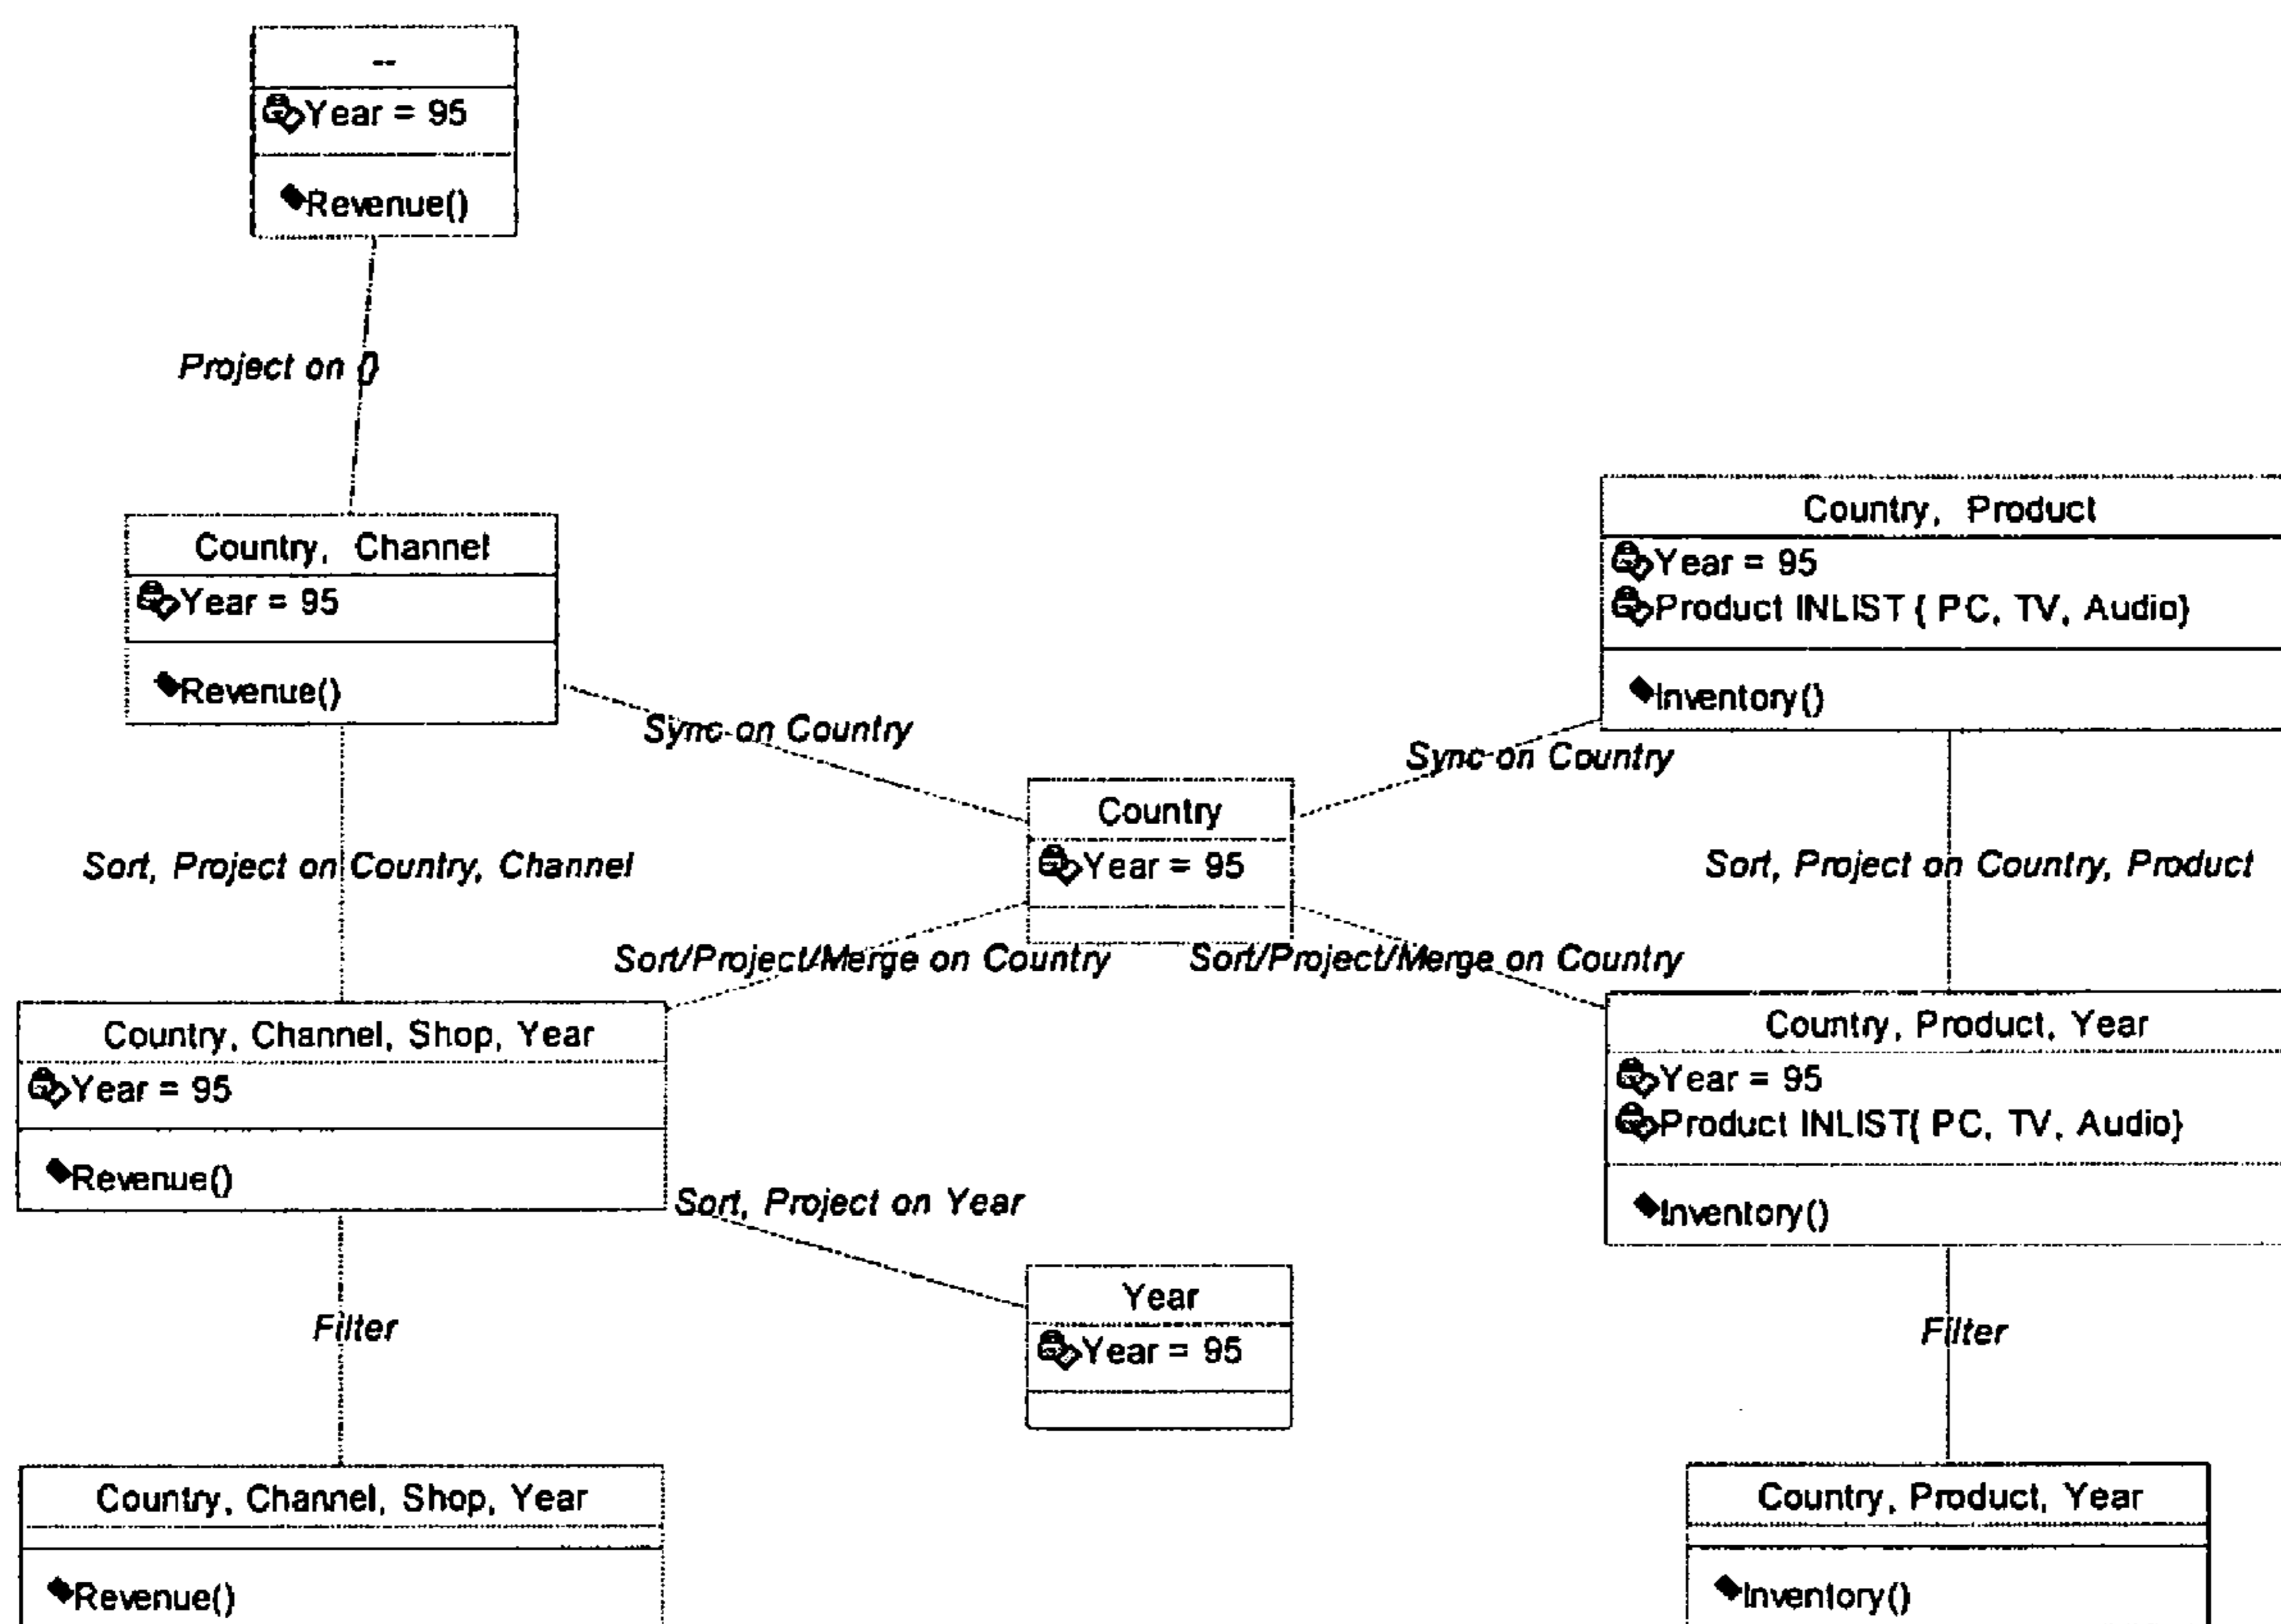 --
Year = 95
Revenue()
Project on {}
Country, Channel
Year = 95
Revenue()
Country, Product
Year = 95
Product INLIST { PC, TV, Audio}
Inventory()
Sync on Country
Sync on Country
Country
Year = 95
Sort, Project on Country, Channel
Sort, Project on Country, Product
Sort/Project/Merge on Country
Sort/Project/Merge on Country
Country, Channel, Shop, Year
Year = 95
Revenue()
Country, Product, Year
Year = 95
Product INLIST{ PC, TV, Audio}
Inventory()
Sort, Project on Year
Year
Year = 95
Filter
Filter
Country, Channel, Shop, Year
Revenue()
Country, Product, Year
Inventory()